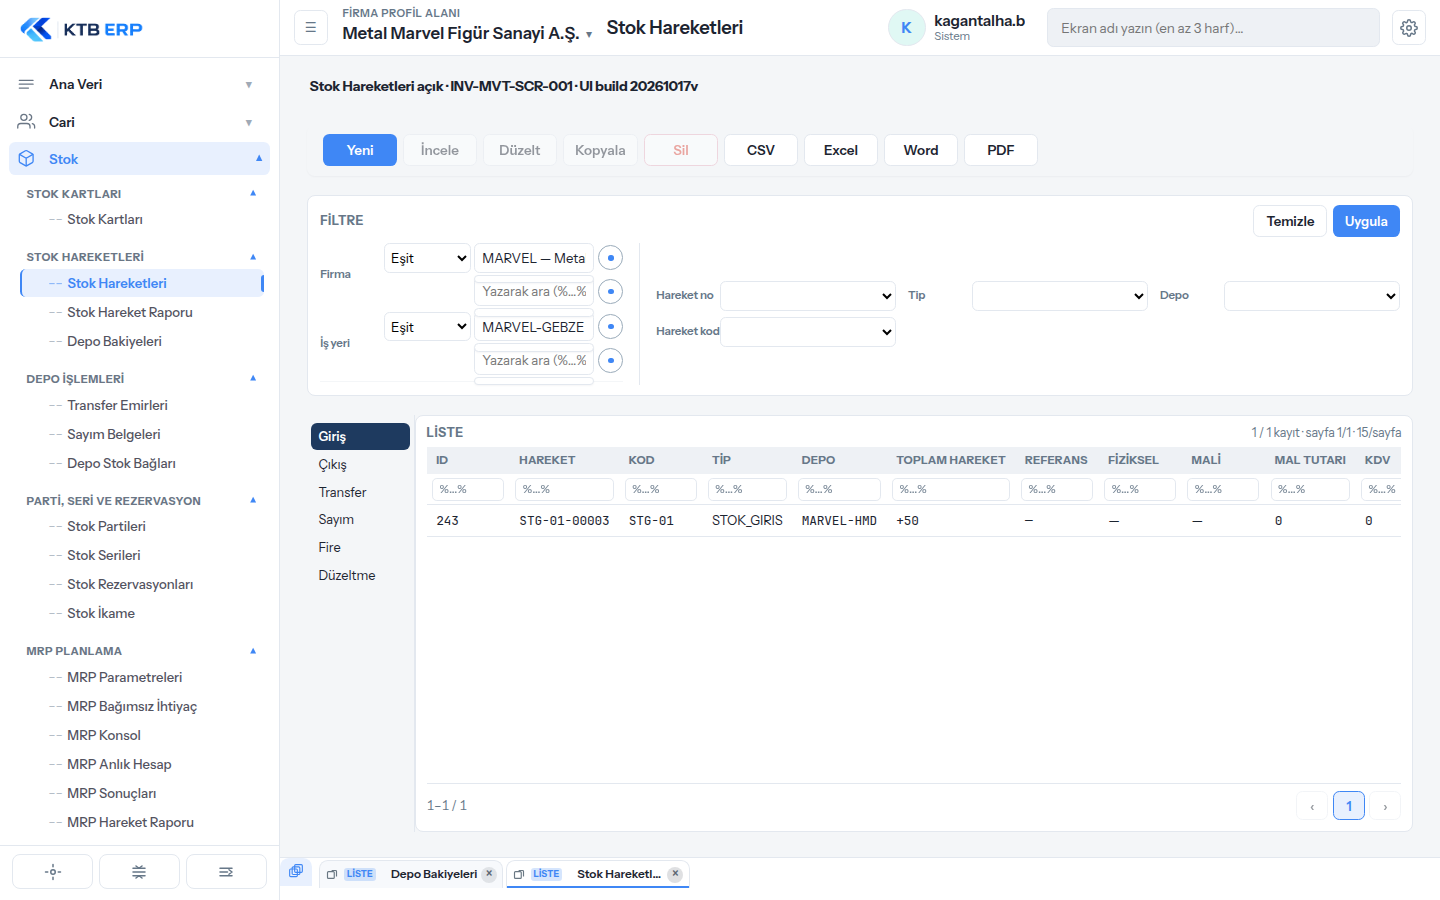 KTB ERP
Ana Veri
Cari
Stok
STOK KARTLARI
Stok Kartları
STOK HAREKETLERİ
Stok Hareketleri
Stok Hareket Raporu
Depo Bakiyeleri
DEPO İŞLEMLERİ
Transfer Emirleri
Sayım Belgeleri
Depo Stok Bağları
PARTİ, SERİ VE REZERVASYON
Stok Partileri
Stok Serileri
Stok Rezervasyonları
Stok İkame
MRP PLANLAMA
MRP Parametreleri
MRP Bağımsız İhtiyaç
MRP Konsol
MRP Anlık Hesap
MRP Sonuçları
MRP Hareket Raporu
FİRMA PROFİL ALANI
Metal Marvel Figür Sanayi A.Ş.
Stok Hareketleri
K
kagantalha.b
Sistem
Ekran adı yazın (en az 3 harf)...
Stok Hareketleri açık · INV-MVT-SCR-001 · UI build 20261017v
Yeni İncele Düzelt Kopyala Sil CSV Excel Word PDF
FİLTRE
Temizle Uygula
Firma Eşit MARVEL — Meta
Yazarak ara (%...%
İş yeri Eşit MARVEL-GEBZE
Yazarak ara (%...%
Hareket no Tip Depo
Hareket kod
Giriş
Çıkış
Transfer
Sayım
Fire
Düzeltme
LİSTE
1 / 1 kayıt · sayfa 1/1 · 15/sayfa
ID HAREKET KOD TİP DEPO TOPLAM HAREKET REFERANS FİZİKSEL MALİ MAL TUTARI KDV
%...% %...% %...% %...% %...% %...% %...% %...% %...% %...% %...%
243 STG-01-00003 STG-01 STOK_GIRIS MARVEL-HMD +50 — — — 0 0
1–1 / 1
‹ 1 ›
LİSTE Depo Bakiyeleri ×
LİSTE Stok Hareketl... ×